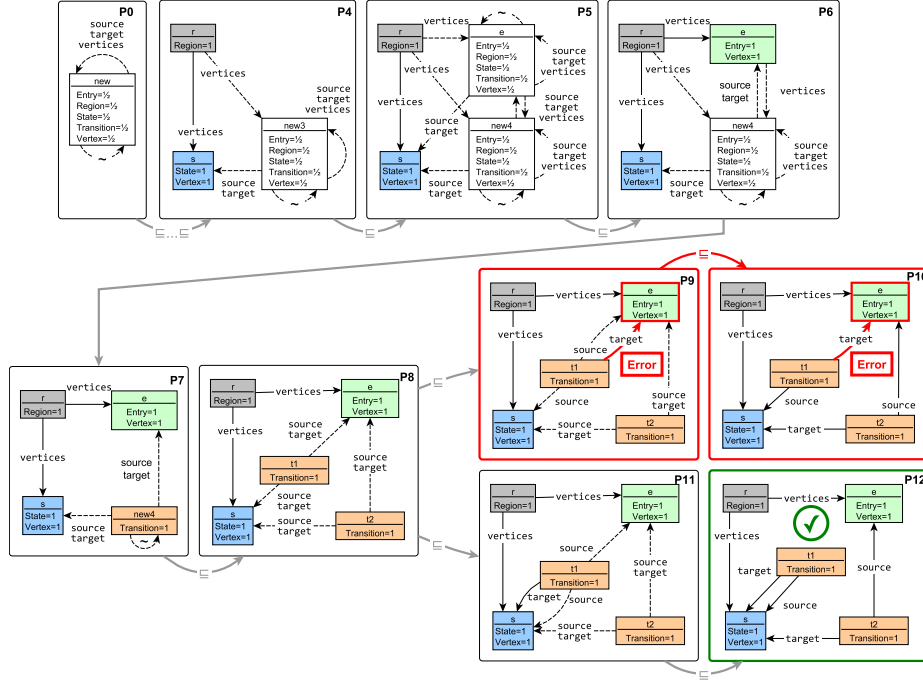 P0
source
target
vertices
new
Entry=½
Region=½
State=½
Transition=½
Vertex=½
~
P4
r
Region=1
vertices
vertices
source
target
vertices
new3
Entry=½
Region=½
State=½
Transition=½
Vertex=½
~
s
State=1
Vertex=1
source
target
P5
r
Region=1
vertices
~
e
Entry=½
Region=½
State=½
Transition=½
Vertex=½
source
target
vertices
vertices
vertices
source
target
source
target
vertices
new4
Entry=½
Region=½
State=½
Transition=½
Vertex=½
source
target
vertices
~
s
State=1
Vertex=1
source
target
P6
r
Region=1
vertices
e
Entry=1
Vertex=1
vertices
vertices
source
target
vertices
new4
Entry=½
Region=½
State=½
Transition=½
Vertex=½
source
target
vertices
~
s
State=1
Vertex=1
source
target
⊑...⊑
⊑
⊑
⊑
P7
r
Region=1
vertices
e
Entry=1
Vertex=1
vertices
source
target
s
State=1
Vertex=1
source
target
new4
Transition=1
~
⊑
P8
r
Region=1
vertices
e
Entry=1
Vertex=1
vertices
source
target
t1
Transition=1
source
target
source
target
s
State=1
Vertex=1
source
target
t2
Transition=1
⊑
⊑
P9
r
Region=1
vertices
e
Entry=1
Vertex=1
vertices
target
source
Error
t1
Transition=1
source
source
target
s
State=1
Vertex=1
source
target
t2
Transition=1
P10
r
Region=1
vertices
e
Entry=1
Vertex=1
vertices
target
Error
t1
Transition=1
source
source
s
State=1
Vertex=1
target
t2
Transition=1
P11
r
Region=1
vertices
e
Entry=1
Vertex=1
vertices
source
t1
Transition=1
source
target
target
source
s
State=1
Vertex=1
source
target
t2
Transition=1
⊑
P12
r
Region=1
vertices
e
Entry=1
Vertex=1
vertices
t1
Transition=1
target
source
source
s
State=1
Vertex=1
target
t2
Transition=1